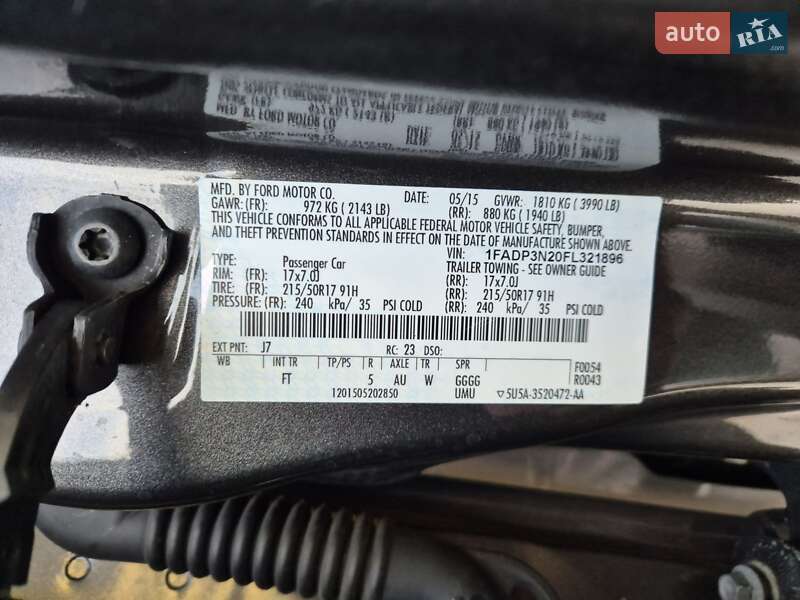 auto RIA
MFD. BY FORD MOTOR CO. DATE: 05/15 GVWR: 1810 KG ( 3990 LB)
GAWR: (FR): 972 KG ( 2143 LB) (RR): 880 KG ( 1940 LB)
THIS VEHICLE CONFORMS TO ALL APPLICABLE FEDERAL MOTOR VEHICLE SAFETY, BUMPER,
AND THEFT PREVENTION STANDARDS IN EFFECT ON THE DATE OF MANUFACTURE SHOWN ABOVE.
VIN: 1FADP3N20FL321896
TYPE: Passenger Car TRAILER TOWING - SEE OWNER GUIDE
RIM: (FR): 17x7.0J (RR): 17x7.0J
TIRE: (FR): 215/50R17 91H (RR): 215/50R17 91H
PRESSURE: (FR): 240 kPa/ 35 PSI COLD (RR): 240 kPa/ 35 PSI COLD
EXT PNT: J7 RC: 23 DSO:
WB INT TR TP/PS R AXLE TR SPR F0054
FT 5 AU W GGGG R0043
1201505202850 UMU ▽5U5A-3520472-AA